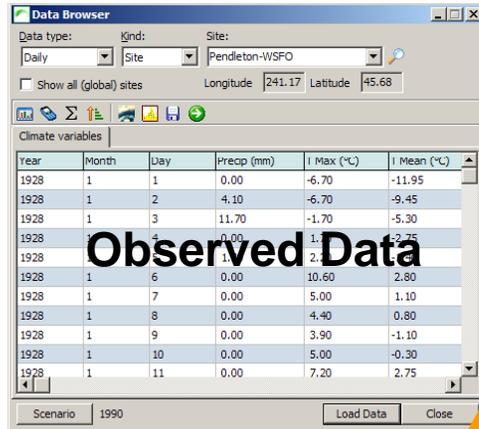 Data Browser
Data type: Kind: Site:
Daily Site Pendleton-WSFO
Show all (global) sites Longitude 241.17 Latitude 45.68
Climate variables
Year Month Day Precip (mm) T Max (°C) T Mean (°C)
1928 1 1 0.00 -6.70 -11.95
1928 1 2 4.10 -6.70 -9.45
1928 1 3 11.70 -1.70 -5.30
1928 0.00 -2.75
Observed Data
1928
1928 1 6 0.00 10.60 2.80
1928 1 7 0.00 5.00 1.10
1928 1 8 0.00 4.40 0.80
1928 1 9 0.00 3.90 -1.10
1928 1 10 0.00 5.00 -0.30
1928 1 11 0.00 7.20 2.75
Scenario 1990 Load Data Close